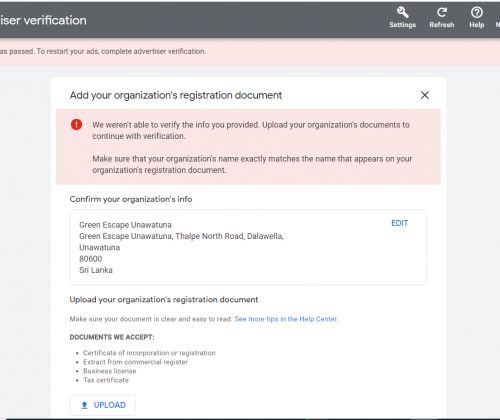 iser verification
Settings
Refresh
Help
N
as passed. To restart your ads, complete advertiser verification.
Add your organization's registration document
We weren't able to verify the info you provided. Upload your organization's documents to
continue with verification.
Make sure that your organization's name exactly matches the name that appears on your
organization's registration document.
Confirm your organization's info
Green Escape Unawatuna
EDIT
Green Escape Unawatuna, Thalpe North Road, Dalawella,
Unawatuna
80600
Sri Lanka
Upload your organization's registration document
Make sure your document is clear and easy to read. See more tips in the Help Center.
DOCUMENTS WE ACCEPT:
• Certificate of incorporation or registration
• Extract from commercial register
• Business license
• Tax certificate
UPLOAD